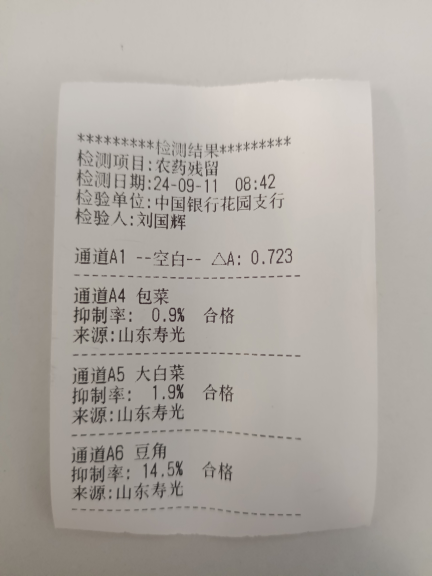 *********检测结果*********
检测项目:农药残留
检测日期:24-09-11 08:42
检验单位:中国银行花园支行
检验人:刘国辉
通道A1 --空白-- △A: 0.723
--------------------------------
通道A4 包菜
抑制率: 0.9% 合格
来源:山东寿光
--------------------------------
通道A5 大白菜
抑制率: 1.9% 合格
来源:山东寿光
--------------------------------
通道A6 豆角
抑制率: 14.5% 合格
来源:山东寿光
--------------------------------